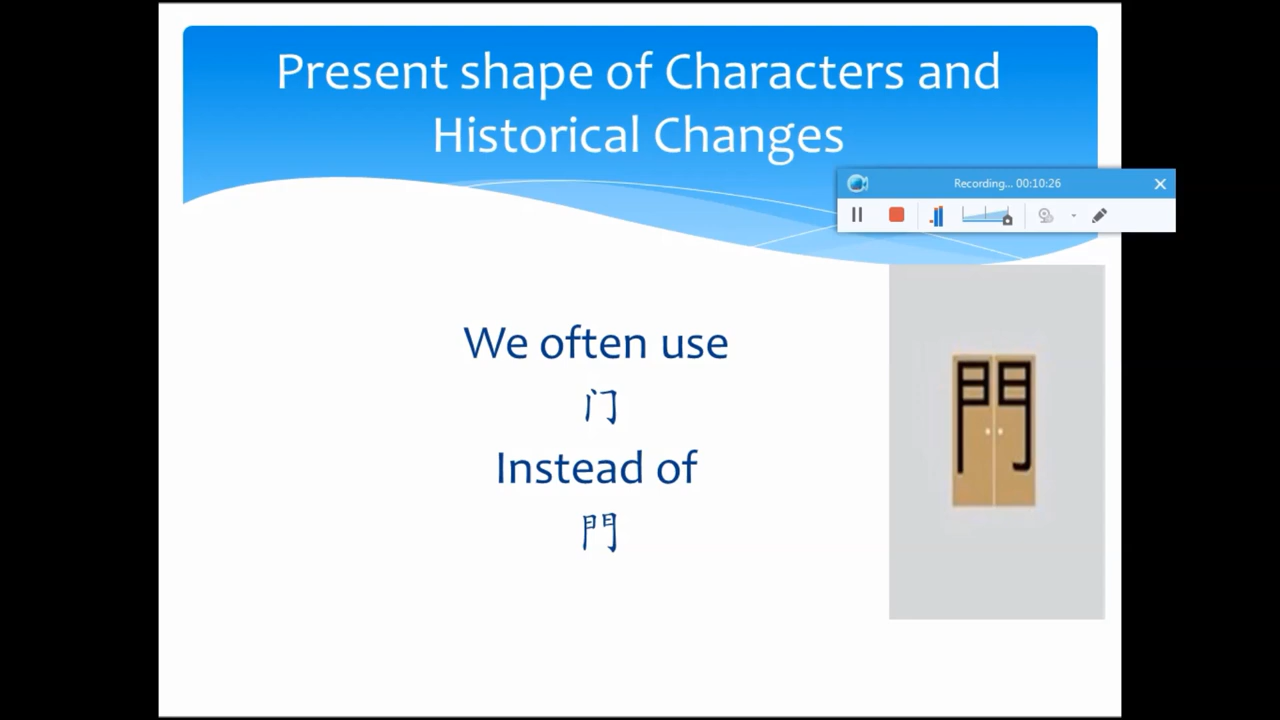 Present shape of Characters and
Historical Changes
Recording... 00:10:26
We often use
门
Instead of
門
門